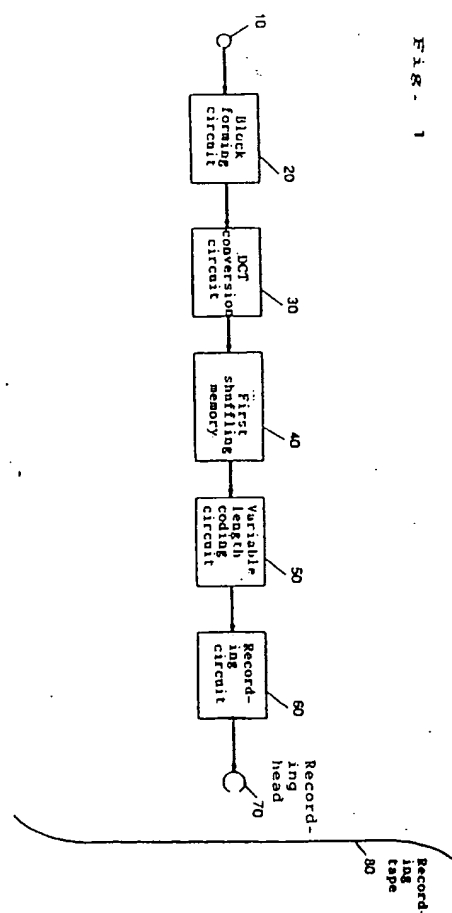 Fig. 1
10
Block
forming
circuit
20
DCT
conversion
circuit
30
First
shuffling
memory
40
Variable
length
coding
circuit
50
Record-
ing
circuit
60
Record-
ing
head
70
Record-
ing
tape
80